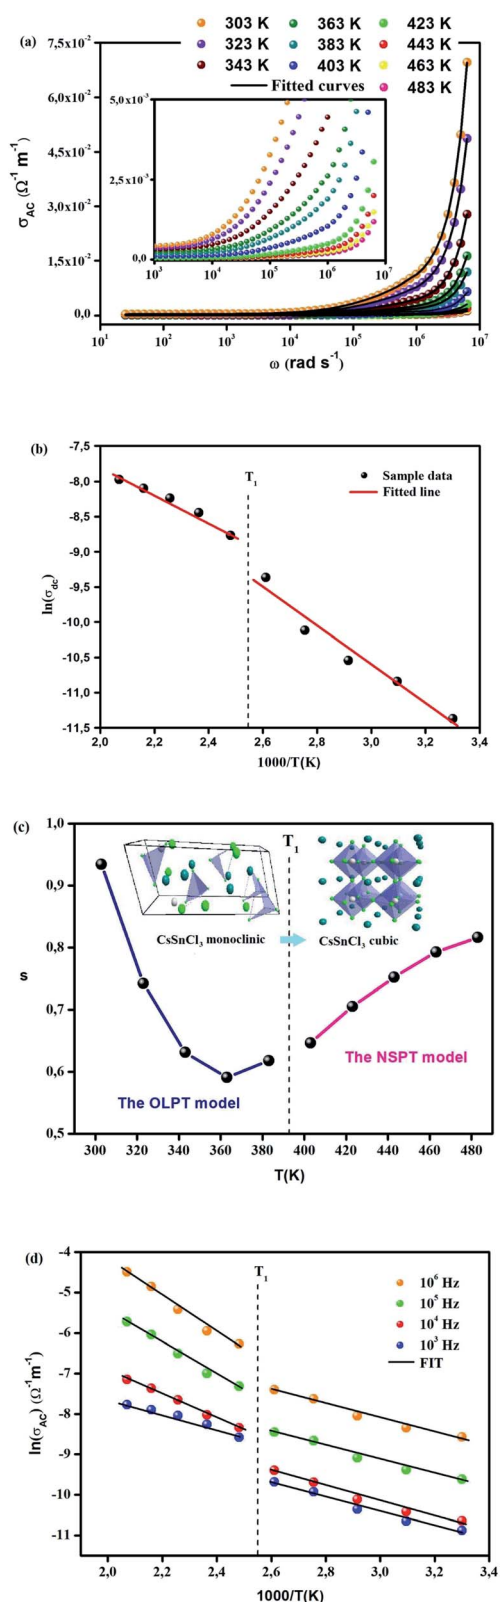 (a)
303 K 363 K 423 K
323 K 383 K 443 K
343 K 403 K 463 K
Fitted curves 483 K
7,5x10⁻²
6,0x10⁻²
4,5x10⁻²
3,0x10⁻²
1,5x10⁻²
0,0
σAC (Ω⁻¹ m⁻¹)
5,0x10⁻³
2,5x10⁻³
0,0
10³ 10⁴ 10⁵ 10⁶ 10⁷
10¹ 10² 10³ 10⁴ 10⁵ 10⁶ 10⁷
ω (rad s⁻¹)
(b)
-7,5
-8,0
-8,5
-9,0
-9,5
-10,0
-10,5
-11,0
-11,5
ln(σdc)
T₁
Sample data
Fitted line
2,0 2,2 2,4 2,6 2,8 3,0 3,2 3,4
1000/T(K)
(c)
1,0
0,9
0,8
0,7
0,6
0,5
s
T₁
CsSnCl₃ monoclinic
CsSnCl₃ cubic
The OLPT model
The NSPT model
300 320 340 360 380 400 420 440 460 480
T(K)
(d)
-4
-5
-6
-7
-8
-9
-10
-11
ln(σAC) (Ω⁻¹m⁻¹)
T₁
10⁶ Hz
10⁵ Hz
10⁴ Hz
10³ Hz
FIT
2,0 2,2 2,4 2,6 2,8 3,0 3,2 3,4
1000/T(K)